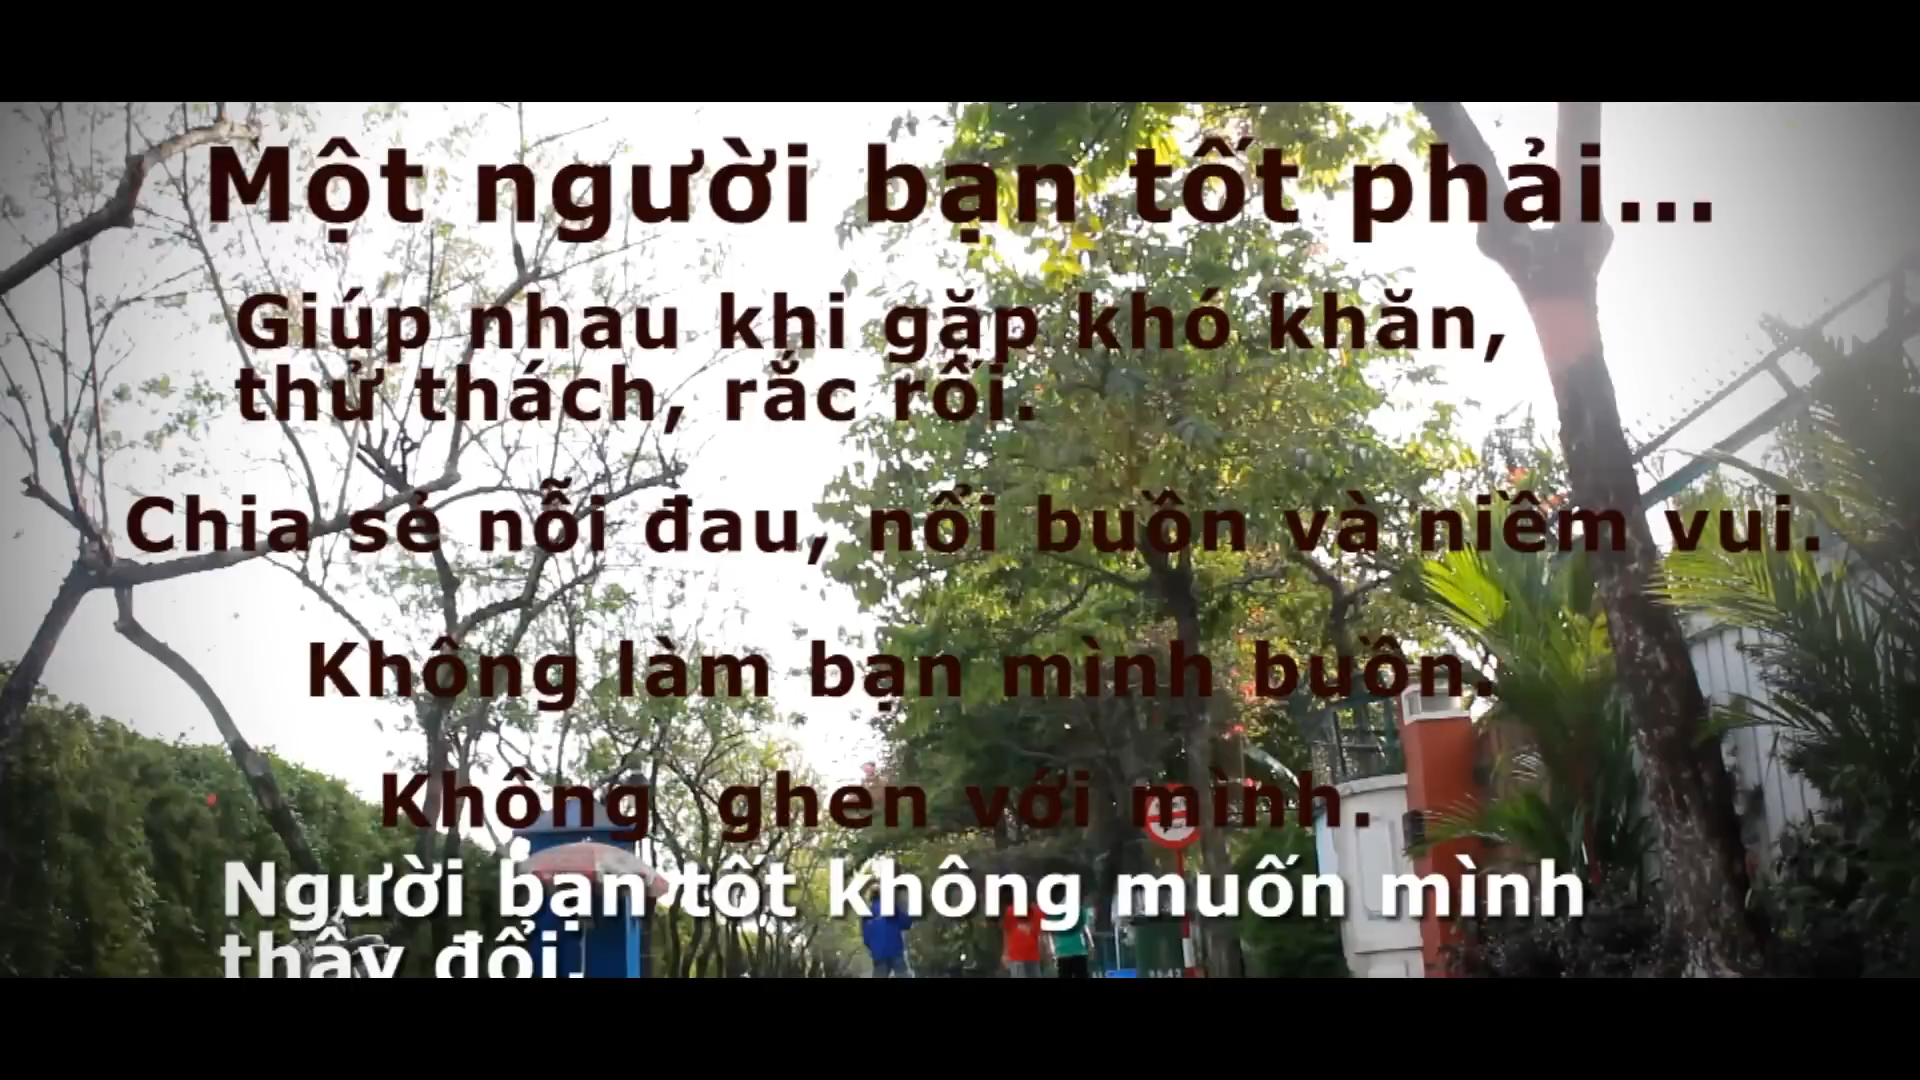 Một người bạn tốt phải...
Giúp nhau khi gặp khó khăn,
thử thách, rắc rối.
Chia sẻ nỗi đau, nổi buồn và niềm vui.
Không làm bạn mình buồn.
Không ghen với mình.
Người bạn tốt không muốn mình
thây đổi.